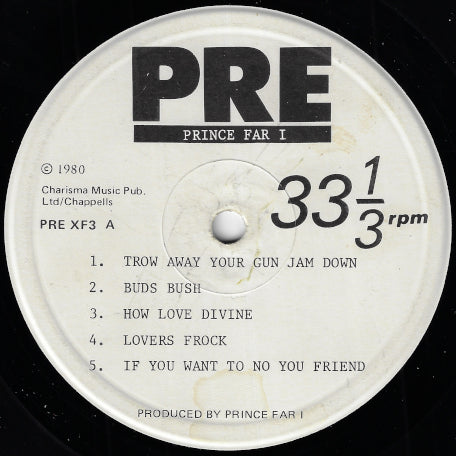 PRE
PRINCE FAR I
© 1980
Charisma Music Pub.
Ltd/Chappells
PRE XF3 A
33 1/3 rpm
1. TROW AWAY YOUR GUN JAM DOWN
2. BUDS BUSH
3. HOW LOVE DIVINE
4. LOVERS FROCK
5. IF YOU WANT TO NO YOU FRIEND
PRODUCED BY PRINCE FAR I